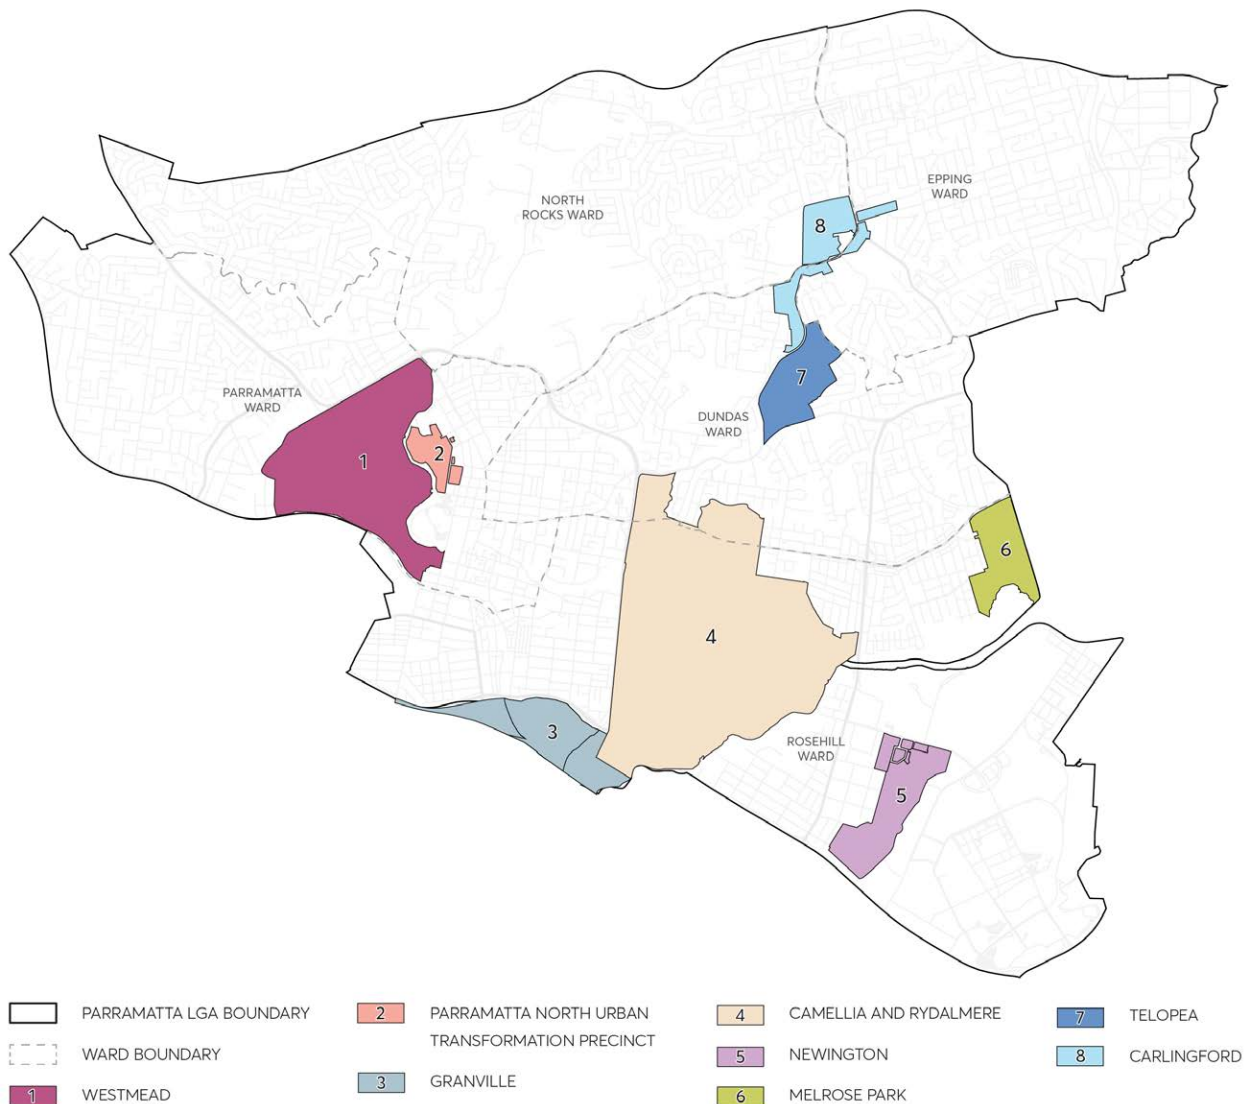 NORTH
ROCKS WARD
EPPING
WARD
8
7
PARRAMATTA
WARD
DUNDAS
WARD
1
2
6
4
3
ROSEHILL
WARD
5
PARRAMATTA LGA BOUNDARY
WARD BOUNDARY
1 WESTMEAD
2 PARRAMATTA NORTH URBAN
TRANSFORMATION PRECINCT
3 GRANVILLE
4 CAMELLIA AND RYDALMERE
5 NEWINGTON
6 MELROSE PARK
7 TELOPEA
8 CARLINGFORD